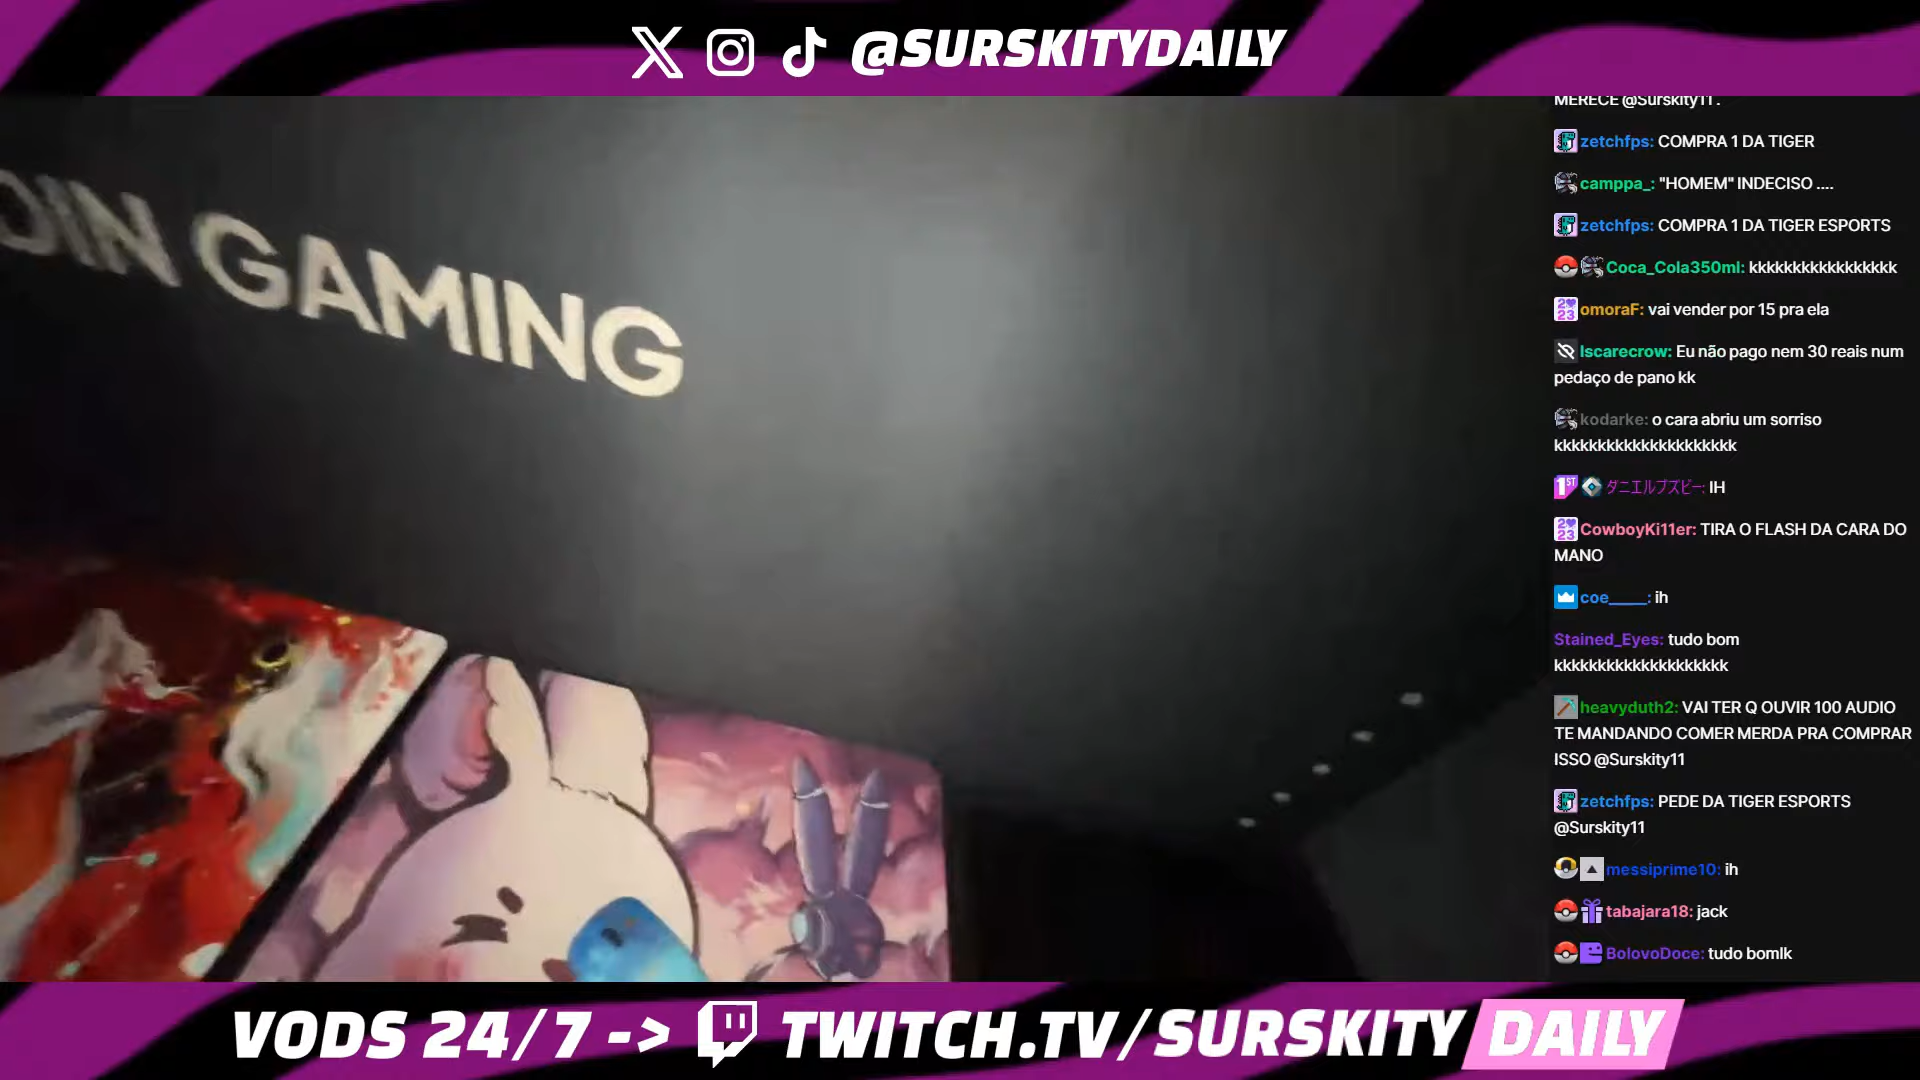 @SURSKITYDAILY
GAMING
MERECE @Surskity11 .
zetchfps: COMPRA 1 DA TIGER
camppa_: "HOMEM" INDECISO ....
zetchfps: COMPRA 1 DA TIGER ESPORTS
Coca_Cola350ml: kkkkkkkkkkkkkkkkk
omoraF: vai vender por 15 pra ela
Iscarecrow: Eu não pago nem 30 reais num
pedaço de pano kk
kodarke: o cara abriu um sorriso
kkkkkkkkkkkkkkkkkkkkk
ダニエルブズビー: IH
CowboyKi11er: TIRA O FLASH DA CARA DO
MANO
coe_____: ih
Stained_Eyes: tudo bom
kkkkkkkkkkkkkkkkkkkk
heavyduth2: VAI TER Q OUVIR 100 AUDIO
TE MANDANDO COMER MERDA PRA COMPRAR
ISSO @Surskity11
zetchfps: PEDE DA TIGER ESPORTS
@Surskity11
messiprime10: ih
tabajara18: jack
BolovoDoce: tudo bomlk
VODS 24/7 -> TWITCH.TV/SURSKITY DAILY